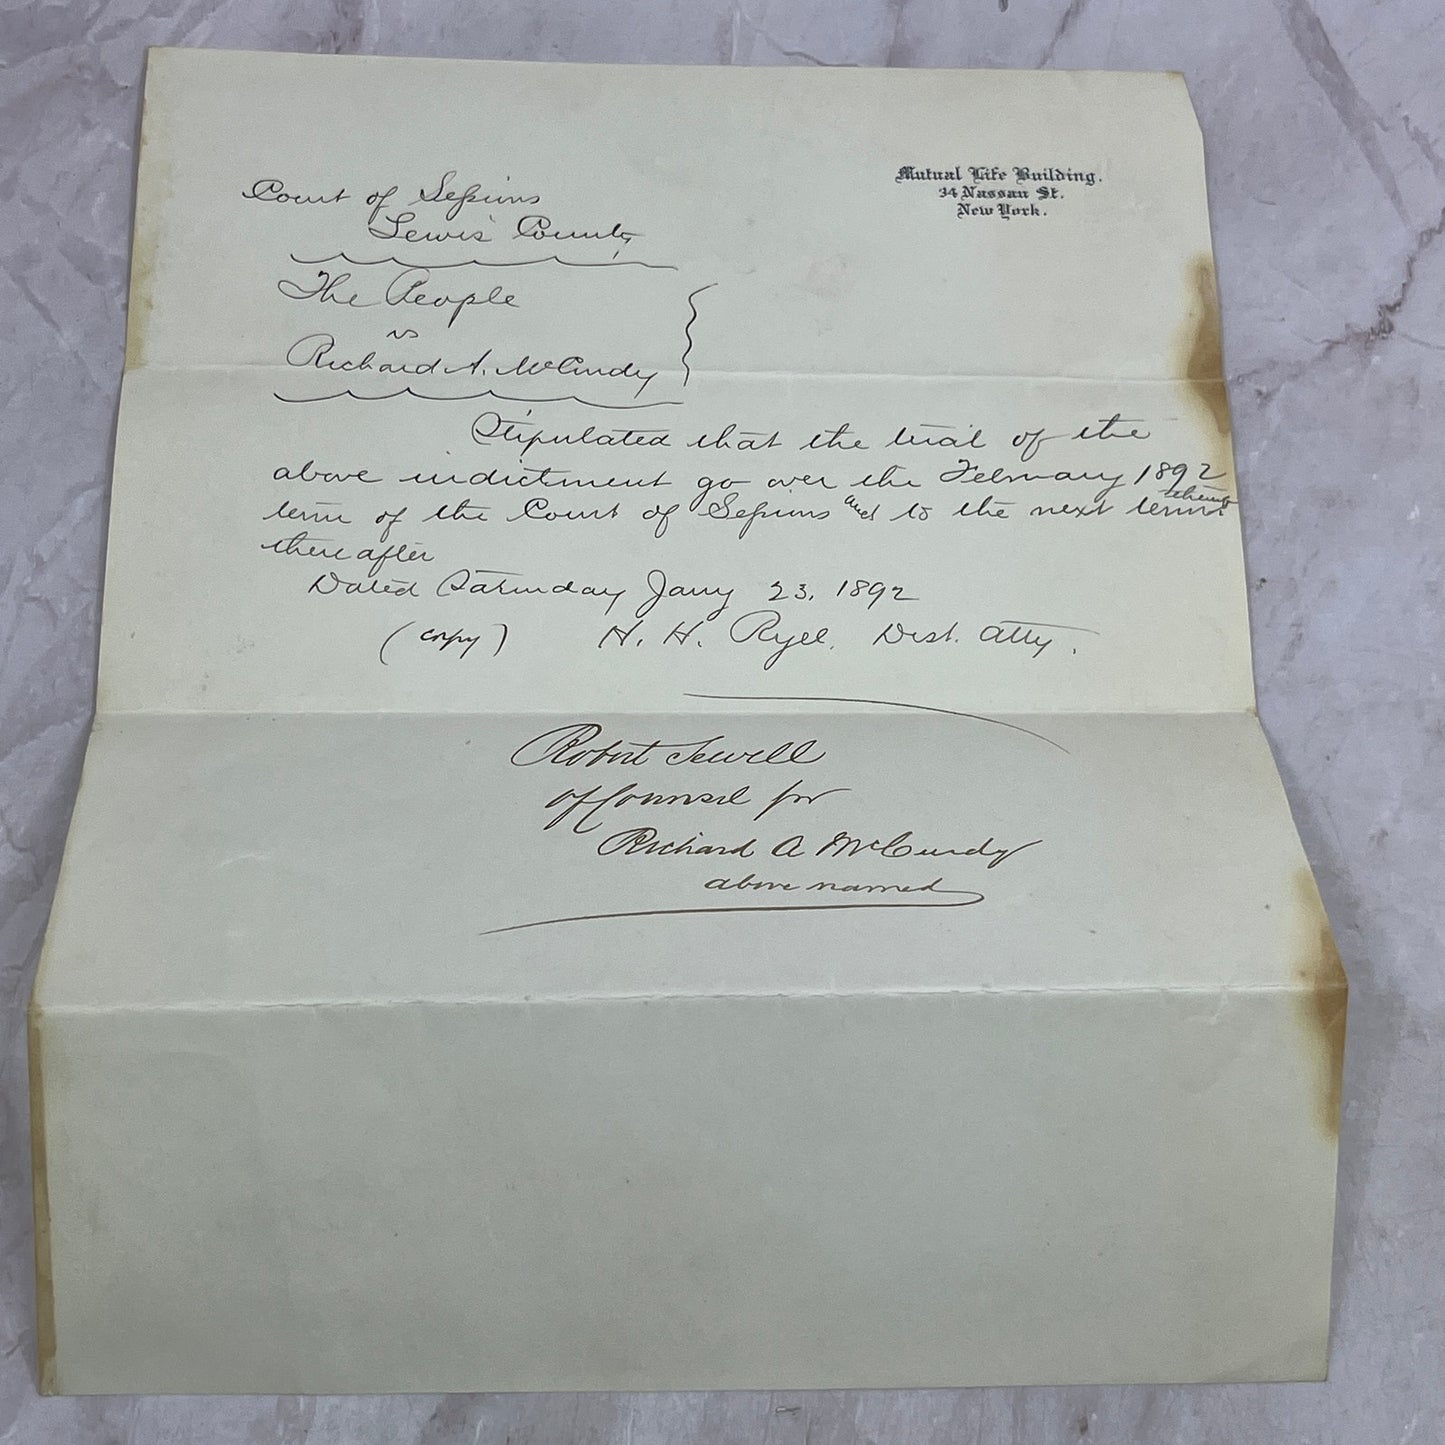 Mutual Life Building.
34 Nassau St.
New York.
Court of Sessions
Lewis County
The People
vs
Richard A. McCurdy
Stipulated that the trial of the
above indictment go over the February 1892
term of the Court of Sessions and to the next term
thereafter
Dated Saturday Jany 23, 1892
(copy) H. H. Ryel, Dist. Atty.
Robert Sewell
of Counsel for
Richard A McCurdy
above named